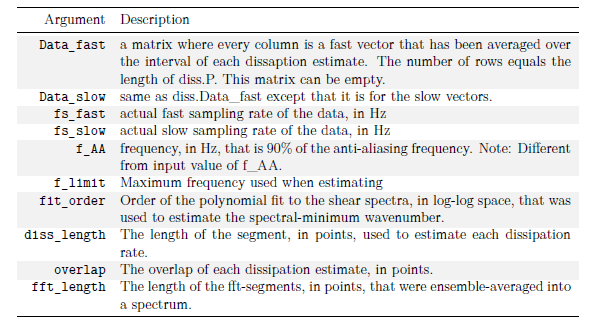 Argument Description
Data_fast a matrix where every column is a fast vector that has been averaged over
the interval of each dissaption estimate. The number of rows equals the
length of diss.P. This matrix can be empty.
Data_slow same as diss.Data_fast except that it is for the slow vectors.
fs_fast actual fast sampling rate of the data, in Hz
fs_slow actual slow sampling rate of the data, in Hz
f_AA frequency, in Hz, that is 90% of the anti-aliasing frequency. Note: Different
from input value of f_AA.
f_limit Maximum frequency used when estimating
fit_order Order of the polynomial fit to the shear spectra, in log-log space, that was
used to estimate the spectral-minimum wavenumber.
diss_length The length of the segment, in points, used to estimate each dissipation
rate.
overlap The overlap of each dissipation estimate, in points.
fft_length The length of the fft-segments, in points, that were ensemble-averaged into
a spectrum.